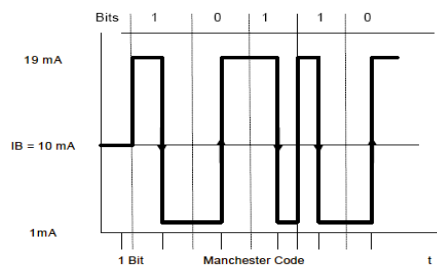 Bits 1 0 1 1 0
19 mA
IB = 10 mA
1mA
1 Bit Manchester Code t